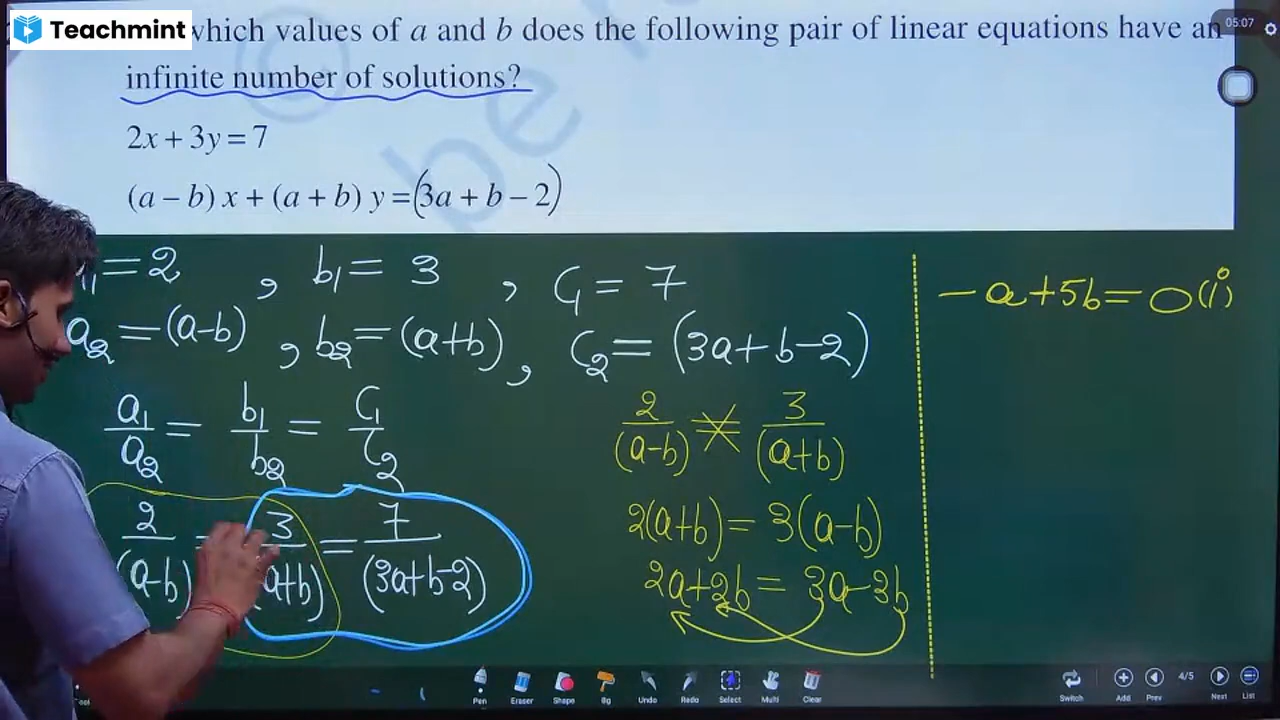 Teachmint
which values of a and b does the following pair of linear equations have an
05:07
infinite number of solutions?
2x + 3y = 7
(a – b) x + (a + b) y = (3a + b – 2)
=2 , b₁ = 3 , C₁ = 7
a₂ = (a-b) , b₂ = (a+b) , C₂ = (3a+b-2)
a₁/a₂ = b₁/b₂ = C₁/C₂
2/(a-b) = 3/(a+b) = 7/(3a+b-2)
2/(a-b) = 3/(a+b)
2(a+b) = 3(a-b)
2a+2b = 3a-3b
-a+5b=0 (i)
Pen Eraser Shape Bg Undo Redo Select Multi Clear Switch Add Prev 4/5 Next List